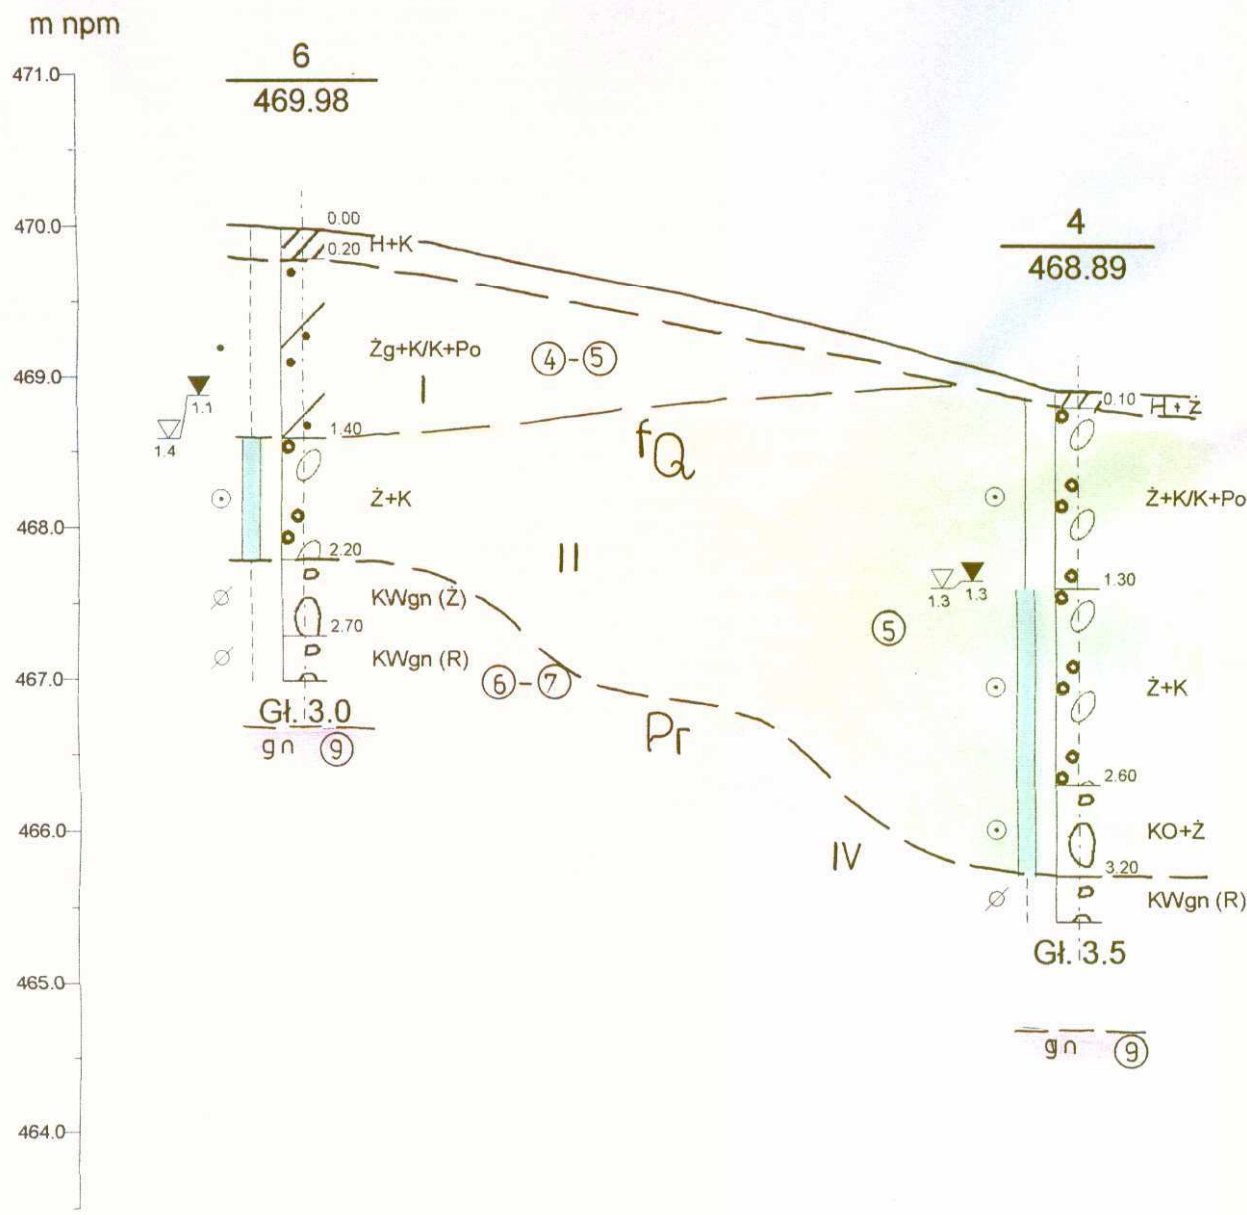 m npm
471.0
6
469.98
470.0
0.00
0.20
H+K
4
468.89
Żg+K/K+Po
④-⑤
469.0
I
1.1
1.4
1.40
0.10
H+Ż
fQ
Ż+K
Ż+K/K+Po
468.0
2.20
II
1.3
1.3
1.30
KWgn (Ż)
⑤
2.70
KWgn (R)
467.0
⑥-⑦
Ż+K
Gł. 3.0
gn ⑨
Pr
2.60
466.0
KO+Ż
IV
3.20
KWgn (R)
Gł. 3.5
465.0
gn ⑨
464.0